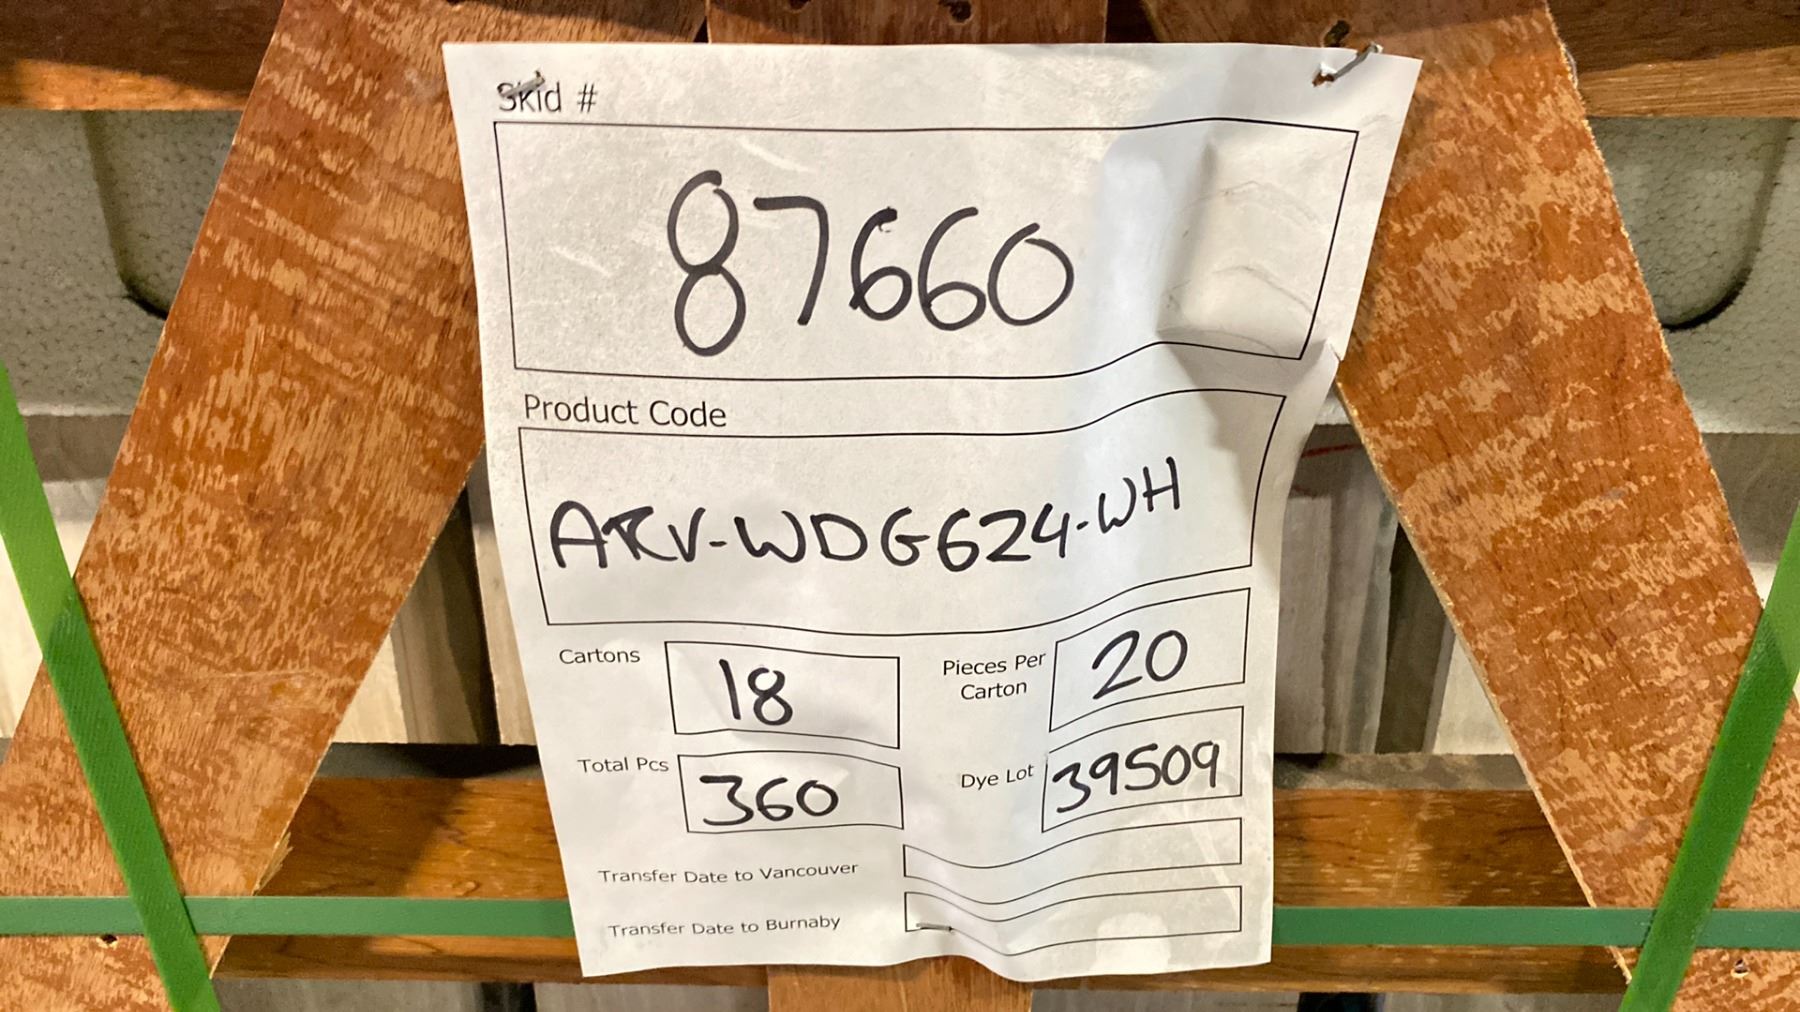 Skid #
87660
Product Code
ARV-WDG624-WH
Cartons 18 Pieces Per Carton 20
Total Pcs 360 Dye Lot 39509
Transfer Date to Vancouver
Transfer Date to Burnaby